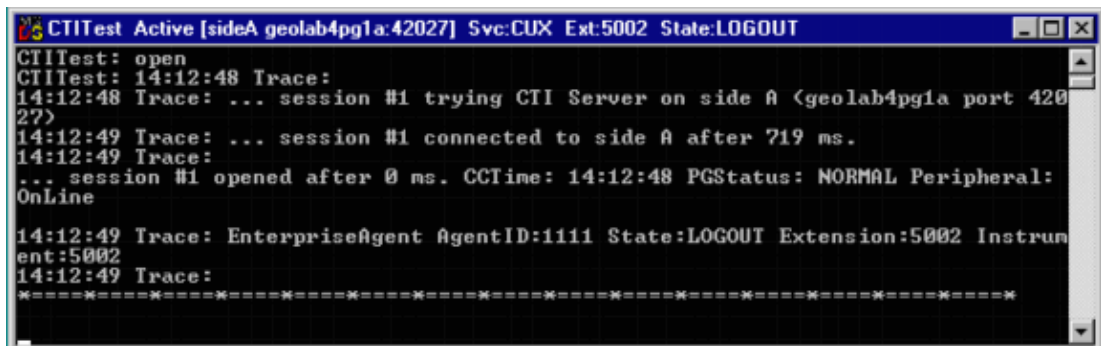 CTITest Active [sideA geolab4pg1a:42027] Svc:CUX Ext:5002 State:LOGOUT
CTITest: open
CTITest: 14:12:48 Trace:
14:12:48 Trace: ... session #1 trying CTI Server on side A (geolab4pg1a port 420
27)
14:12:49 Trace: ... session #1 connected to side A after 719 ms.
14:12:49 Trace:
... session #1 opened after 0 ms. CCTime: 14:12:48 PGStatus: NORMAL Peripheral:
OnLine
14:12:49 Trace: EnterpriseAgent AgentID:1111 State:LOGOUT Extension:5002 Instrum
ent:5002
14:12:49 Trace:
*====*====*====*====*====*====*====*====*====*====*====*====*====*====*====*